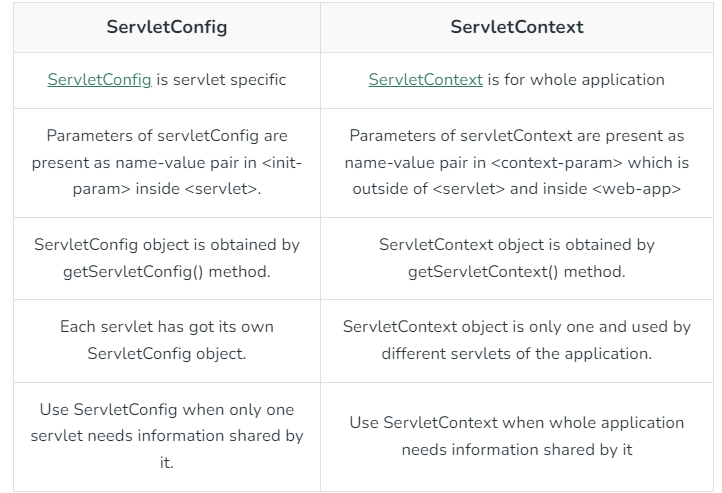 ServletConfig
ServletContext
ServletConfig is servlet specific
ServletContext is for whole application
Parameters of servletConfig are
present as name-value pair in <init-
param> inside <servlet>.
Parameters of servletContext are present as
name-value pair in <context-param> which is
outside of <servlet> and inside <web-app>
ServletConfig object is obtained by
getServletConfig() method.
ServletContext object is obtained by
getServletContext() method.
Each servlet has got its own
ServletConfig object.
ServletContext object is only one and used by
different servlets of the application.
Use ServletConfig when only one
servlet needs information shared by
it.
Use ServletContext when whole application
needs information shared by it